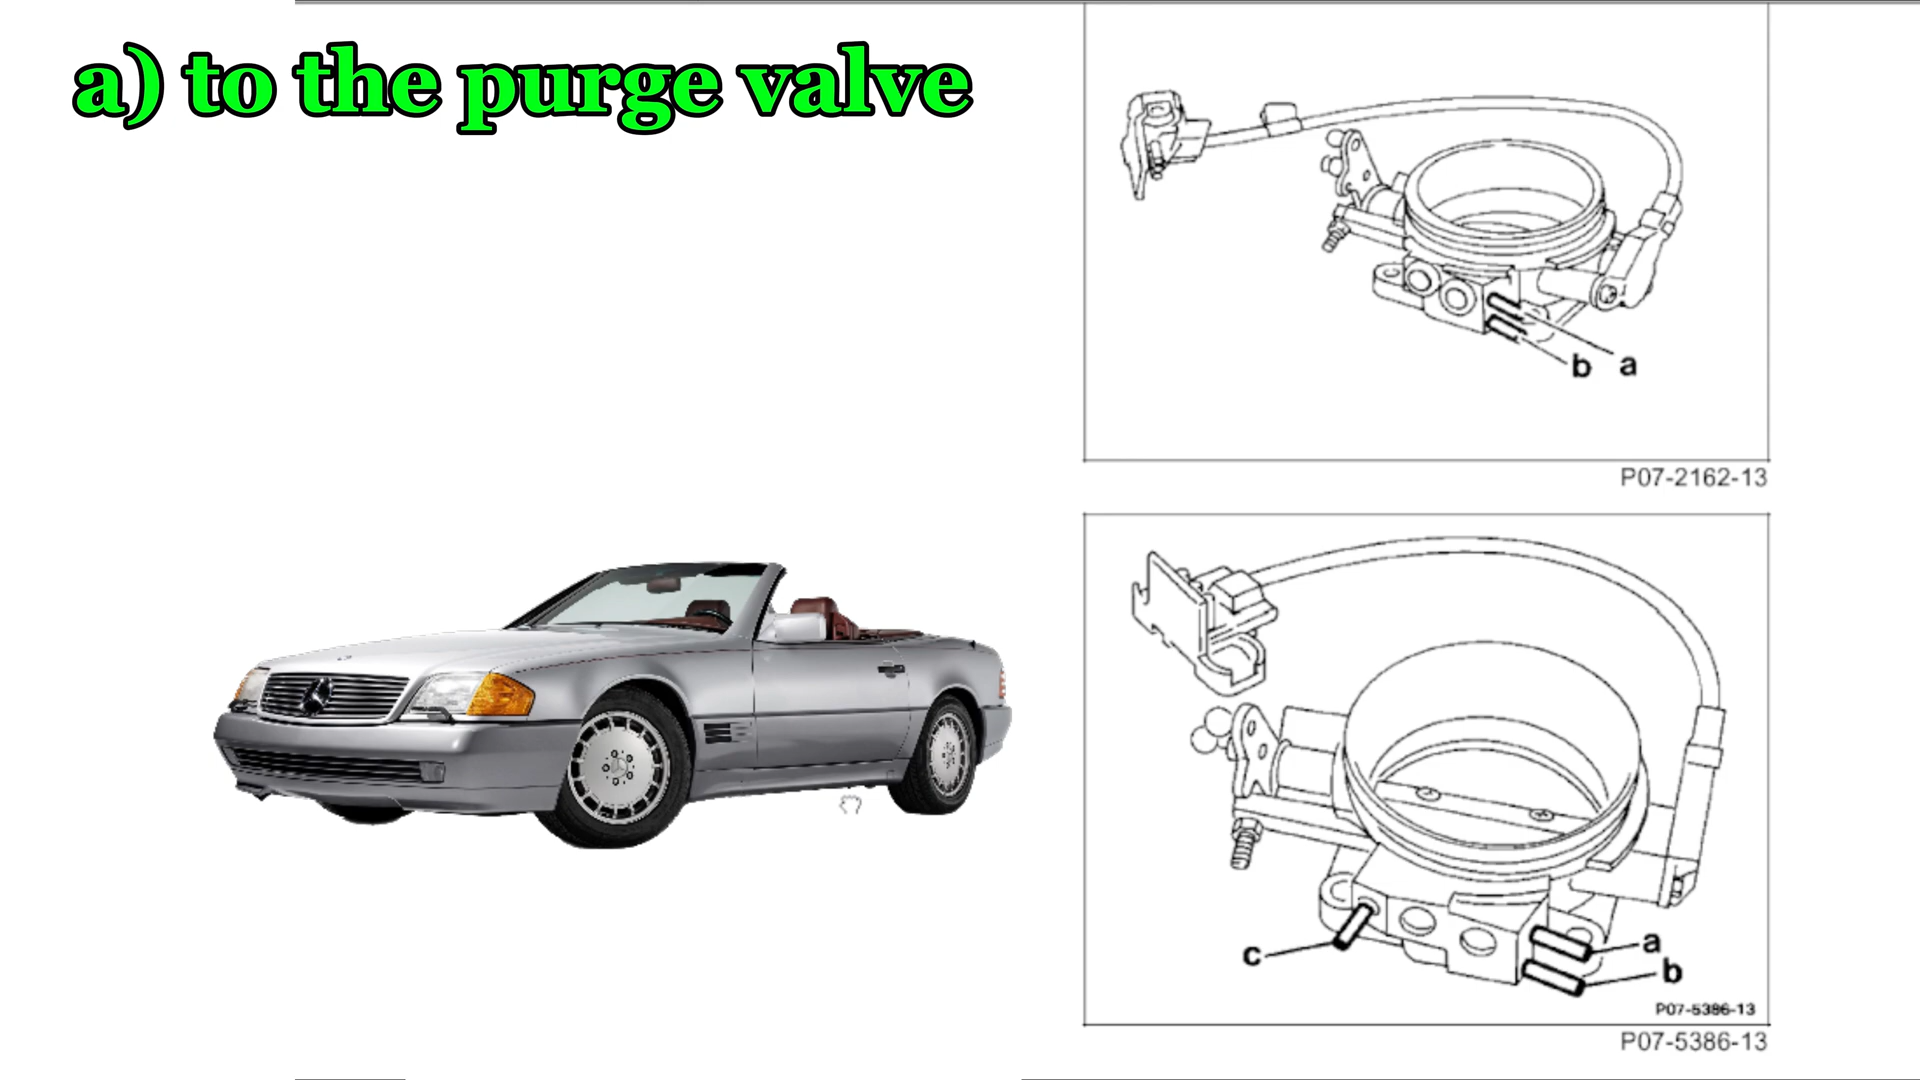 a) to the purge valve
b a
P07-2162-13
c
a
b
P07-5386-13
P07-5386-13